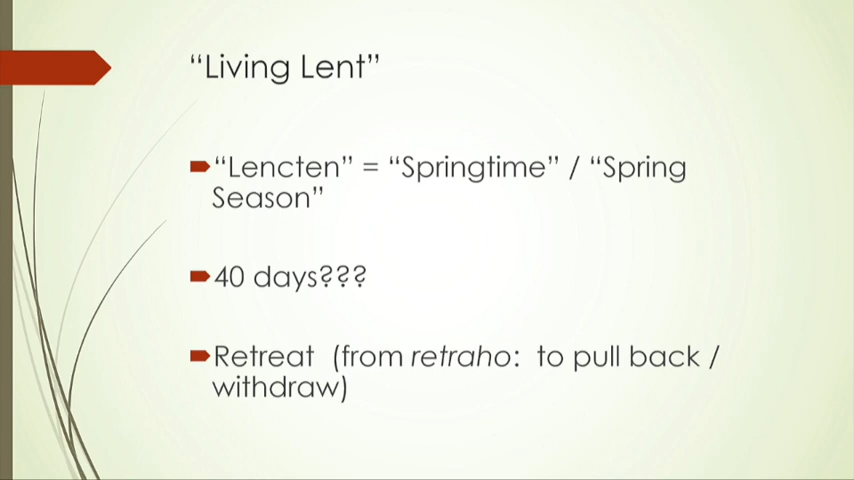 “Living Lent”
“Lencten” = “Springtime” / “Spring
Season”
40 days???
Retreat (from retraho: to pull back /
withdraw)